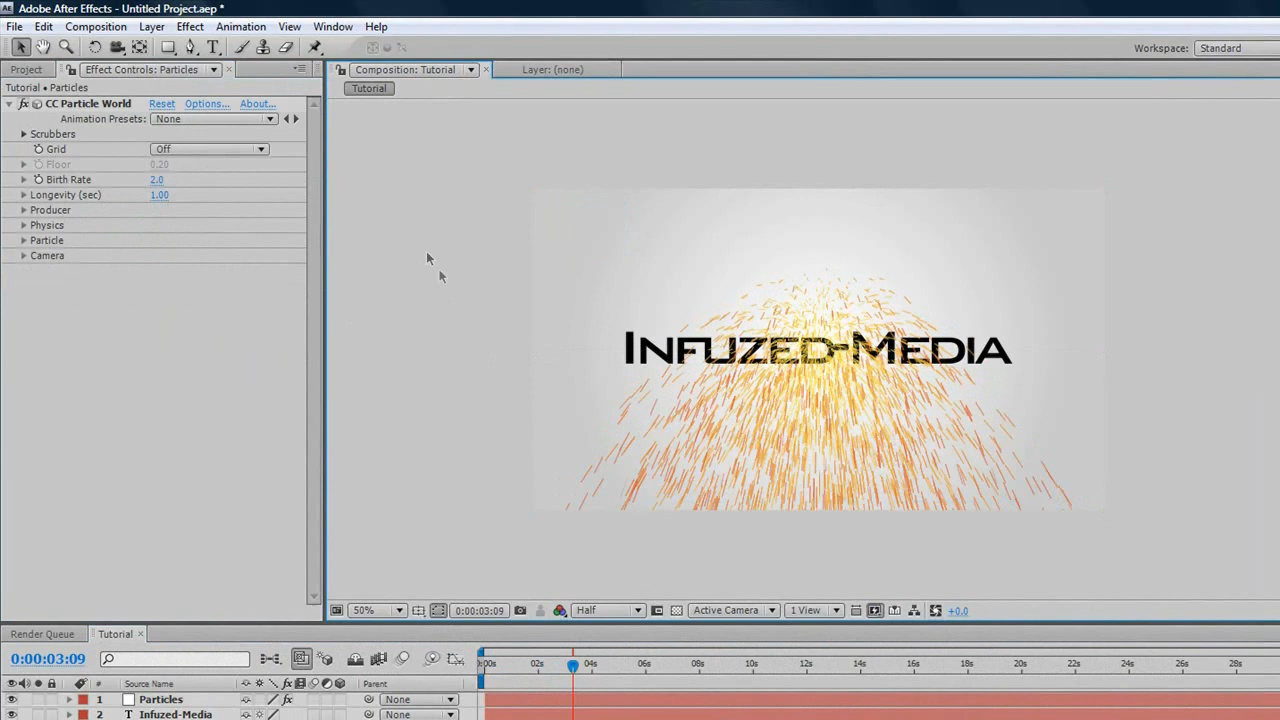 Adobe After Effects - Untitled Project.aep *
File Edit Composition Layer Effect Animation View Window Help
Workspace: Standard
Project Effect Controls: Particles Composition: Tutorial Layer: (none)
Tutorial • Particles
Tutorial
CC Particle World Reset Options... About...
Animation Presets: None
Scrubbers
Grid Off
Floor 0.20
Birth Rate 2.0
Longevity (sec) 1.00
Producer
Physics
Particle
Camera
Infuzed-Media
50% 0:00:03:09 Half Active Camera 1 View +0.0
Render Queue Tutorial
0:00:03:09
:00s 02s 04s 06s 08s 10s 12s 14s 16s 18s 20s 22s 24s 26s 28s
# Source Name Parent
1 Particles None
2 T Infuzed-Media None